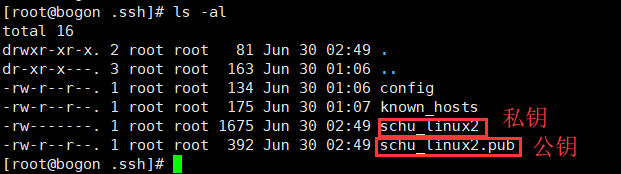 [root@bogon .ssh]# ls -al
total 16
drwxr-xr-x. 2 root root   81 Jun 30 02:49 .
dr-xr-x---. 3 root root  163 Jun 30 01:06 ..
-rw-r--r--. 1 root root  134 Jun 30 01:06 config
-rw-r--r--. 1 root root  175 Jun 30 01:07 known_hosts
-rw-------. 1 root root 1675 Jun 30 02:49 schu_linux2 私钥
-rw-r--r--. 1 root root  392 Jun 30 02:49 schu_linux2.pub 公钥
[root@bogon .ssh]#